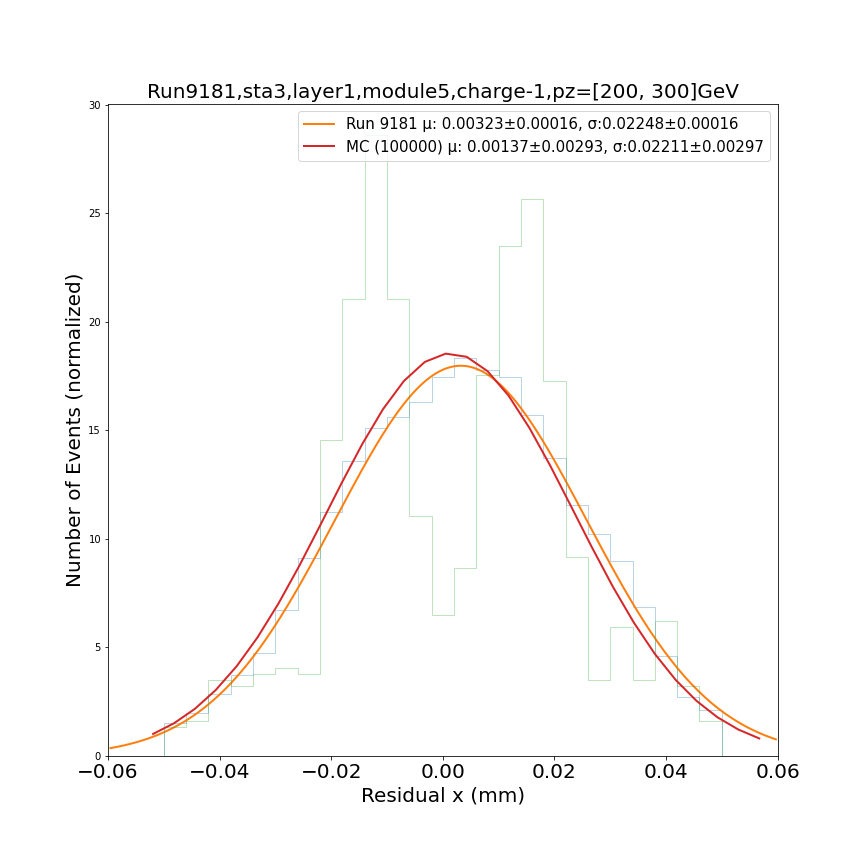 Run9181,sta3,layer1,module5,charge-1,pz=[200, 300]GeV
Run 9181 μ: 0.00323±0.00016, σ:0.02248±0.00016
MC (100000) μ: 0.00137±0.00293, σ:0.02211±0.00297
30
25
20
15
10
5
0
Number of Events (normalized)
−0.06 −0.04 −0.02 0.00 0.02 0.04 0.06
Residual x (mm)